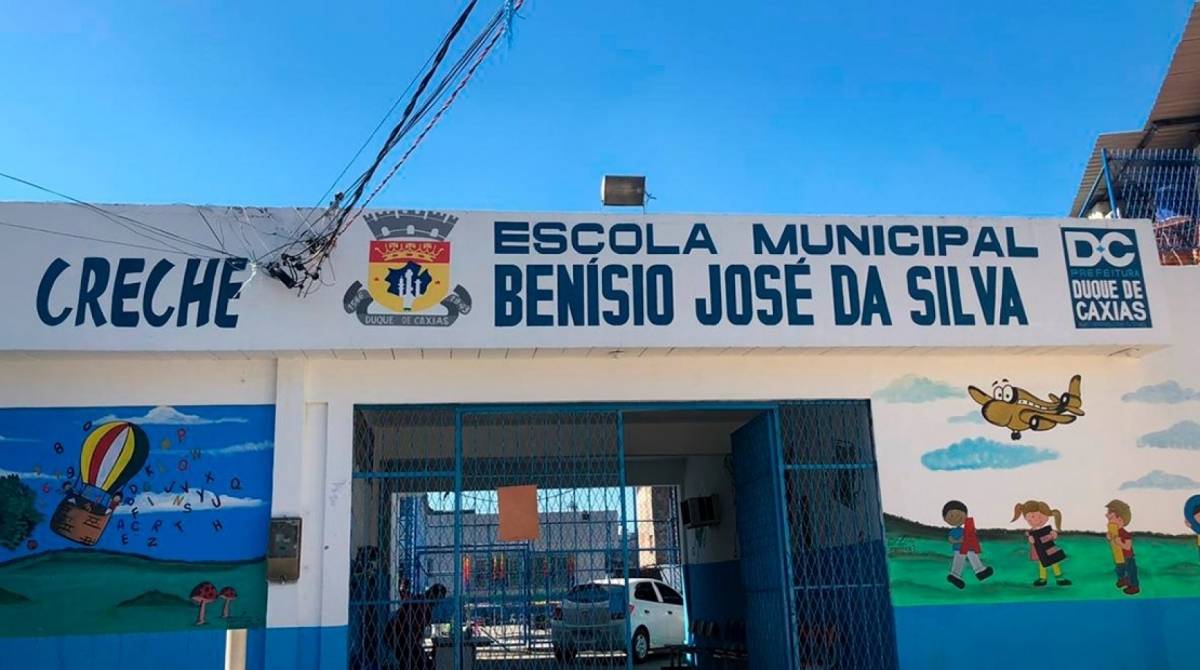 CRECHE
DUQUE DE CAXIAS
ESCOLA MUNICIPAL
BENÍSIO JOSÉ DA SILVA
DC
PREFEITURA
DUQUE DE
CAXIAS